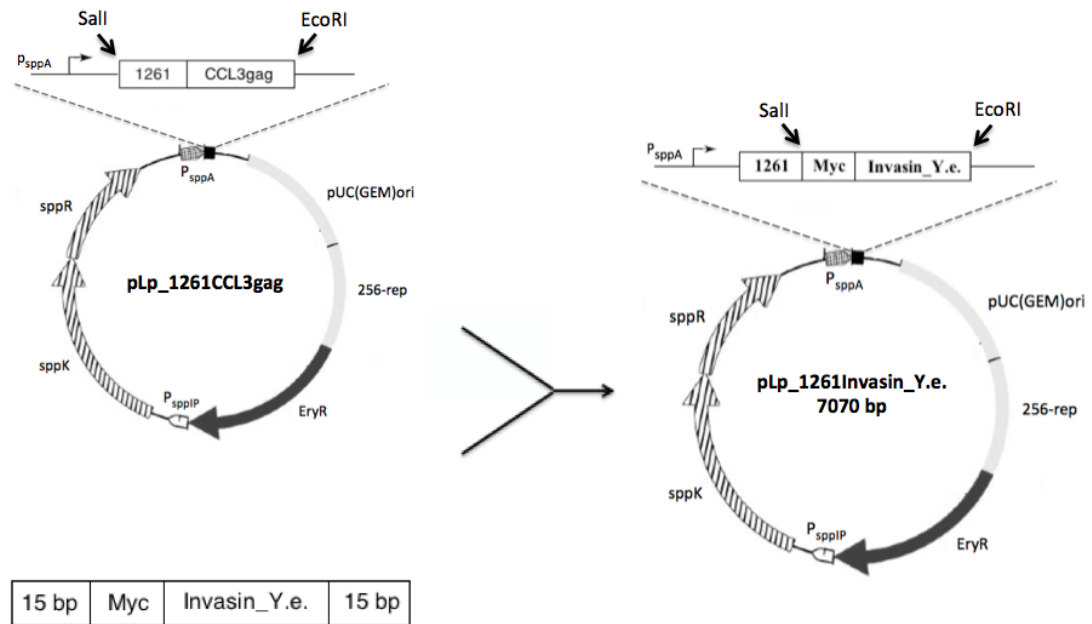 SalI
EcoRI
PsppA
1261 CCL3gag
PsppA
sppR
pUC(GEM)ori
pLp_1261CCL3gag
256-rep
sppK
PsppIP
EryR
15 bp Myc Invasin_Y.e. 15 bp
SalI
EcoRI
PsppA
1261 Myc Invasin_Y.e.
PsppA
pUC(GEM)ori
sppR
pLp_1261Invasin_Y.e.
7070 bp
256-rep
sppK
PsppIP
EryR